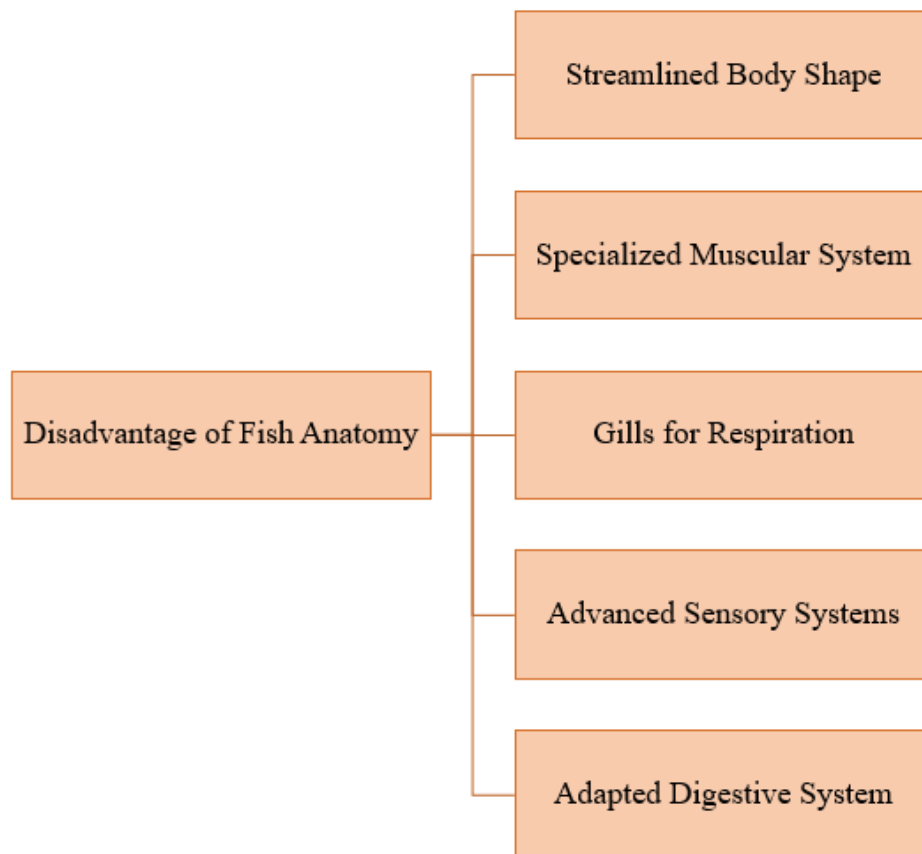 Streamlined Body Shape
Specialized Muscular System
Disadvantage of Fish Anatomy
Gills for Respiration
Advanced Sensory Systems
Adapted Digestive System